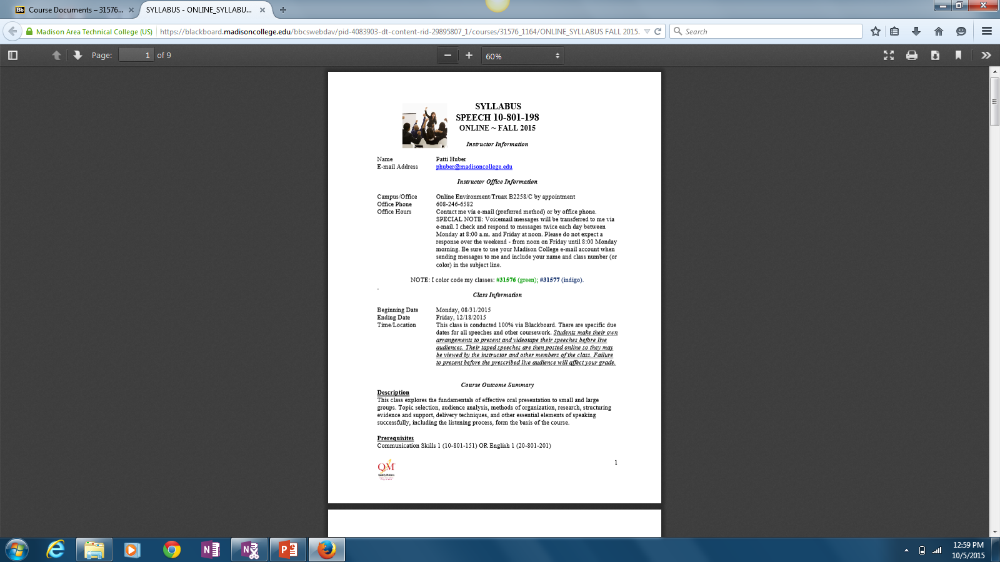 Bb Course Documents – 31576...
SYLLABUS - ONLINE_SYLLABU...
Madison Area Technical College (US)
https://blackboard.madisoncollege.edu/bbcswebdav/pid-4083903-dt-content-rid-29895807_1/courses/31576_1164/ONLINE_SYLLABUS FALL 2015.
Search
Page: 1 of 9
60%
SYLLABUS
SPEECH 10-801-198
ONLINE ~ FALL 2015
Instructor Information
Name Patti Huber
E-mail Address phuber@madisoncollege.edu
Instructor Office Information
Campus/Office Online Environment/Truax B2258/C by appointment
Office Phone 608-246-6582
Office Hours Contact me via e-mail (preferred method) or by office phone.
SPECIAL NOTE: Voicemail messages will be transferred to me via
e-mail. I check and respond to messages twice each day between
Monday at 8:00 a.m. and Friday at noon. Please do not expect a
response over the weekend - from noon on Friday until 8:00 Monday
morning. Be sure to use your Madison College e-mail account when
sending messages to me and include your name and class number (or
color) in the subject line.
NOTE: I color code my classes: #31576 (green); #31577 (indigo).
Class Information
Beginning Date Monday, 08/31/2015
Ending Date Friday, 12/18/2015
Time/Location This class is conducted 100% via Blackboard. There are specific due
dates for all speeches and other coursework. Students make their own
arrangements to present and videotape their speeches before live
audiences. Their taped speeches are then posted online so they may
be viewed by the instructor and other members of the class. Failure
to present before the prescribed live audience will affect your grade.
Course Outcome Summary
Description
This class explores the fundamentals of effective oral presentation to small and large
groups. Topic selection, audience analysis, methods of organization, research, structuring
evidence and support, delivery techniques, and other essential elements of speaking
successfully, including the listening process, form the basis of the course.
Prerequisites
Communication Skills 1 (10-801-151) OR English 1 (20-801-201)
1
QM
12:59 PM
10/5/2015